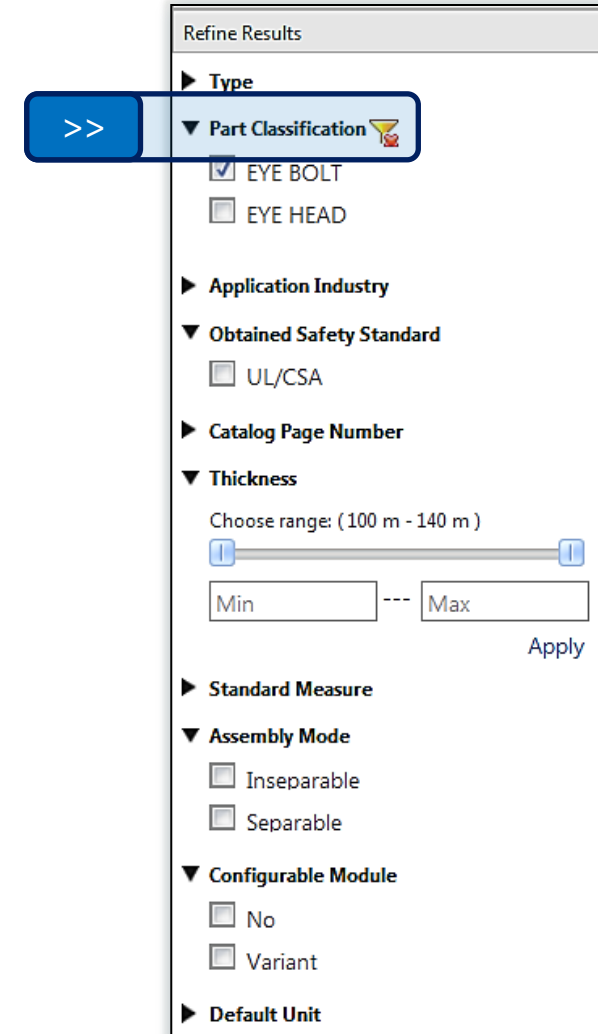 Refine Results
Type
>>
Part Classification
EYE BOLT
EYE HEAD
Application Industry
Obtained Safety Standard
UL/CSA
Catalog Page Number
Thickness
Choose range: ( 100 m - 140 m )
Min --- Max
Apply
Standard Measure
Assembly Mode
Inseparable
Separable
Configurable Module
No
Variant
Default Unit